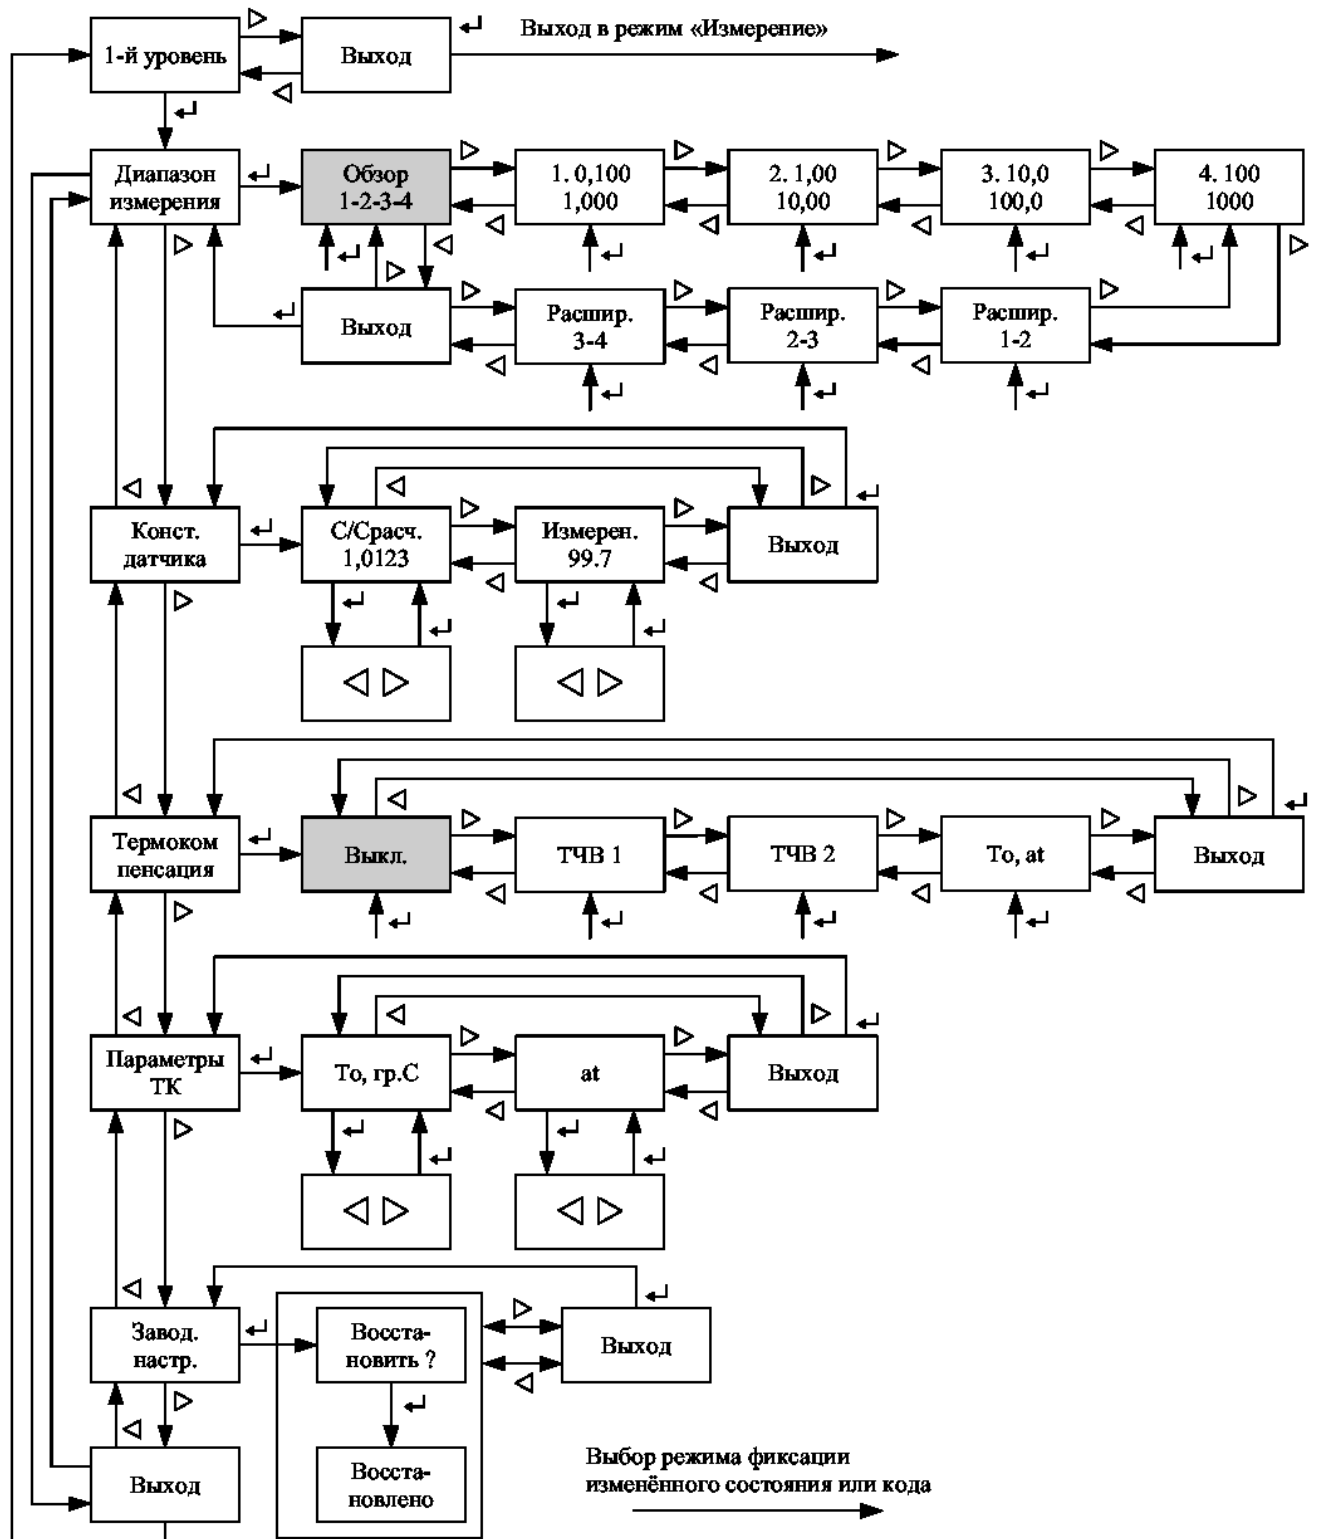 Выход в режим «Измерение»
1-й уровень
Выход
Диапазон
измерения
Обзор
1-2-3-4
1. 0,100
1,000
2. 1,00
10,00
3. 10,0
100,0
4. 100
1000
Выход
Расшир.
3-4
Расшир.
2-3
Расшир.
1-2
Конст.
датчика
С/Срасч.
1,0123
Измерен.
99.7
Выход
Термоком
пенсация
Выкл.
ТЧВ 1
ТЧВ 2
То, at
Выход
Параметры
ТК
То, гр.С
at
Выход
Завод.
настр.
Восста-
новить ?
Выход
Восста-
новлено
Выход
Выбор режима фиксации
изменённого состояния или кода